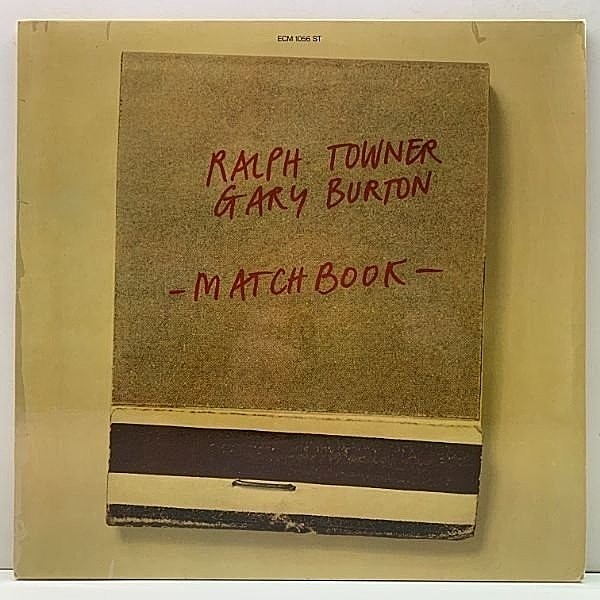 ECM 1056 ST
RALPH TOWNER
GARY BURTON
- MATCHBOOK -